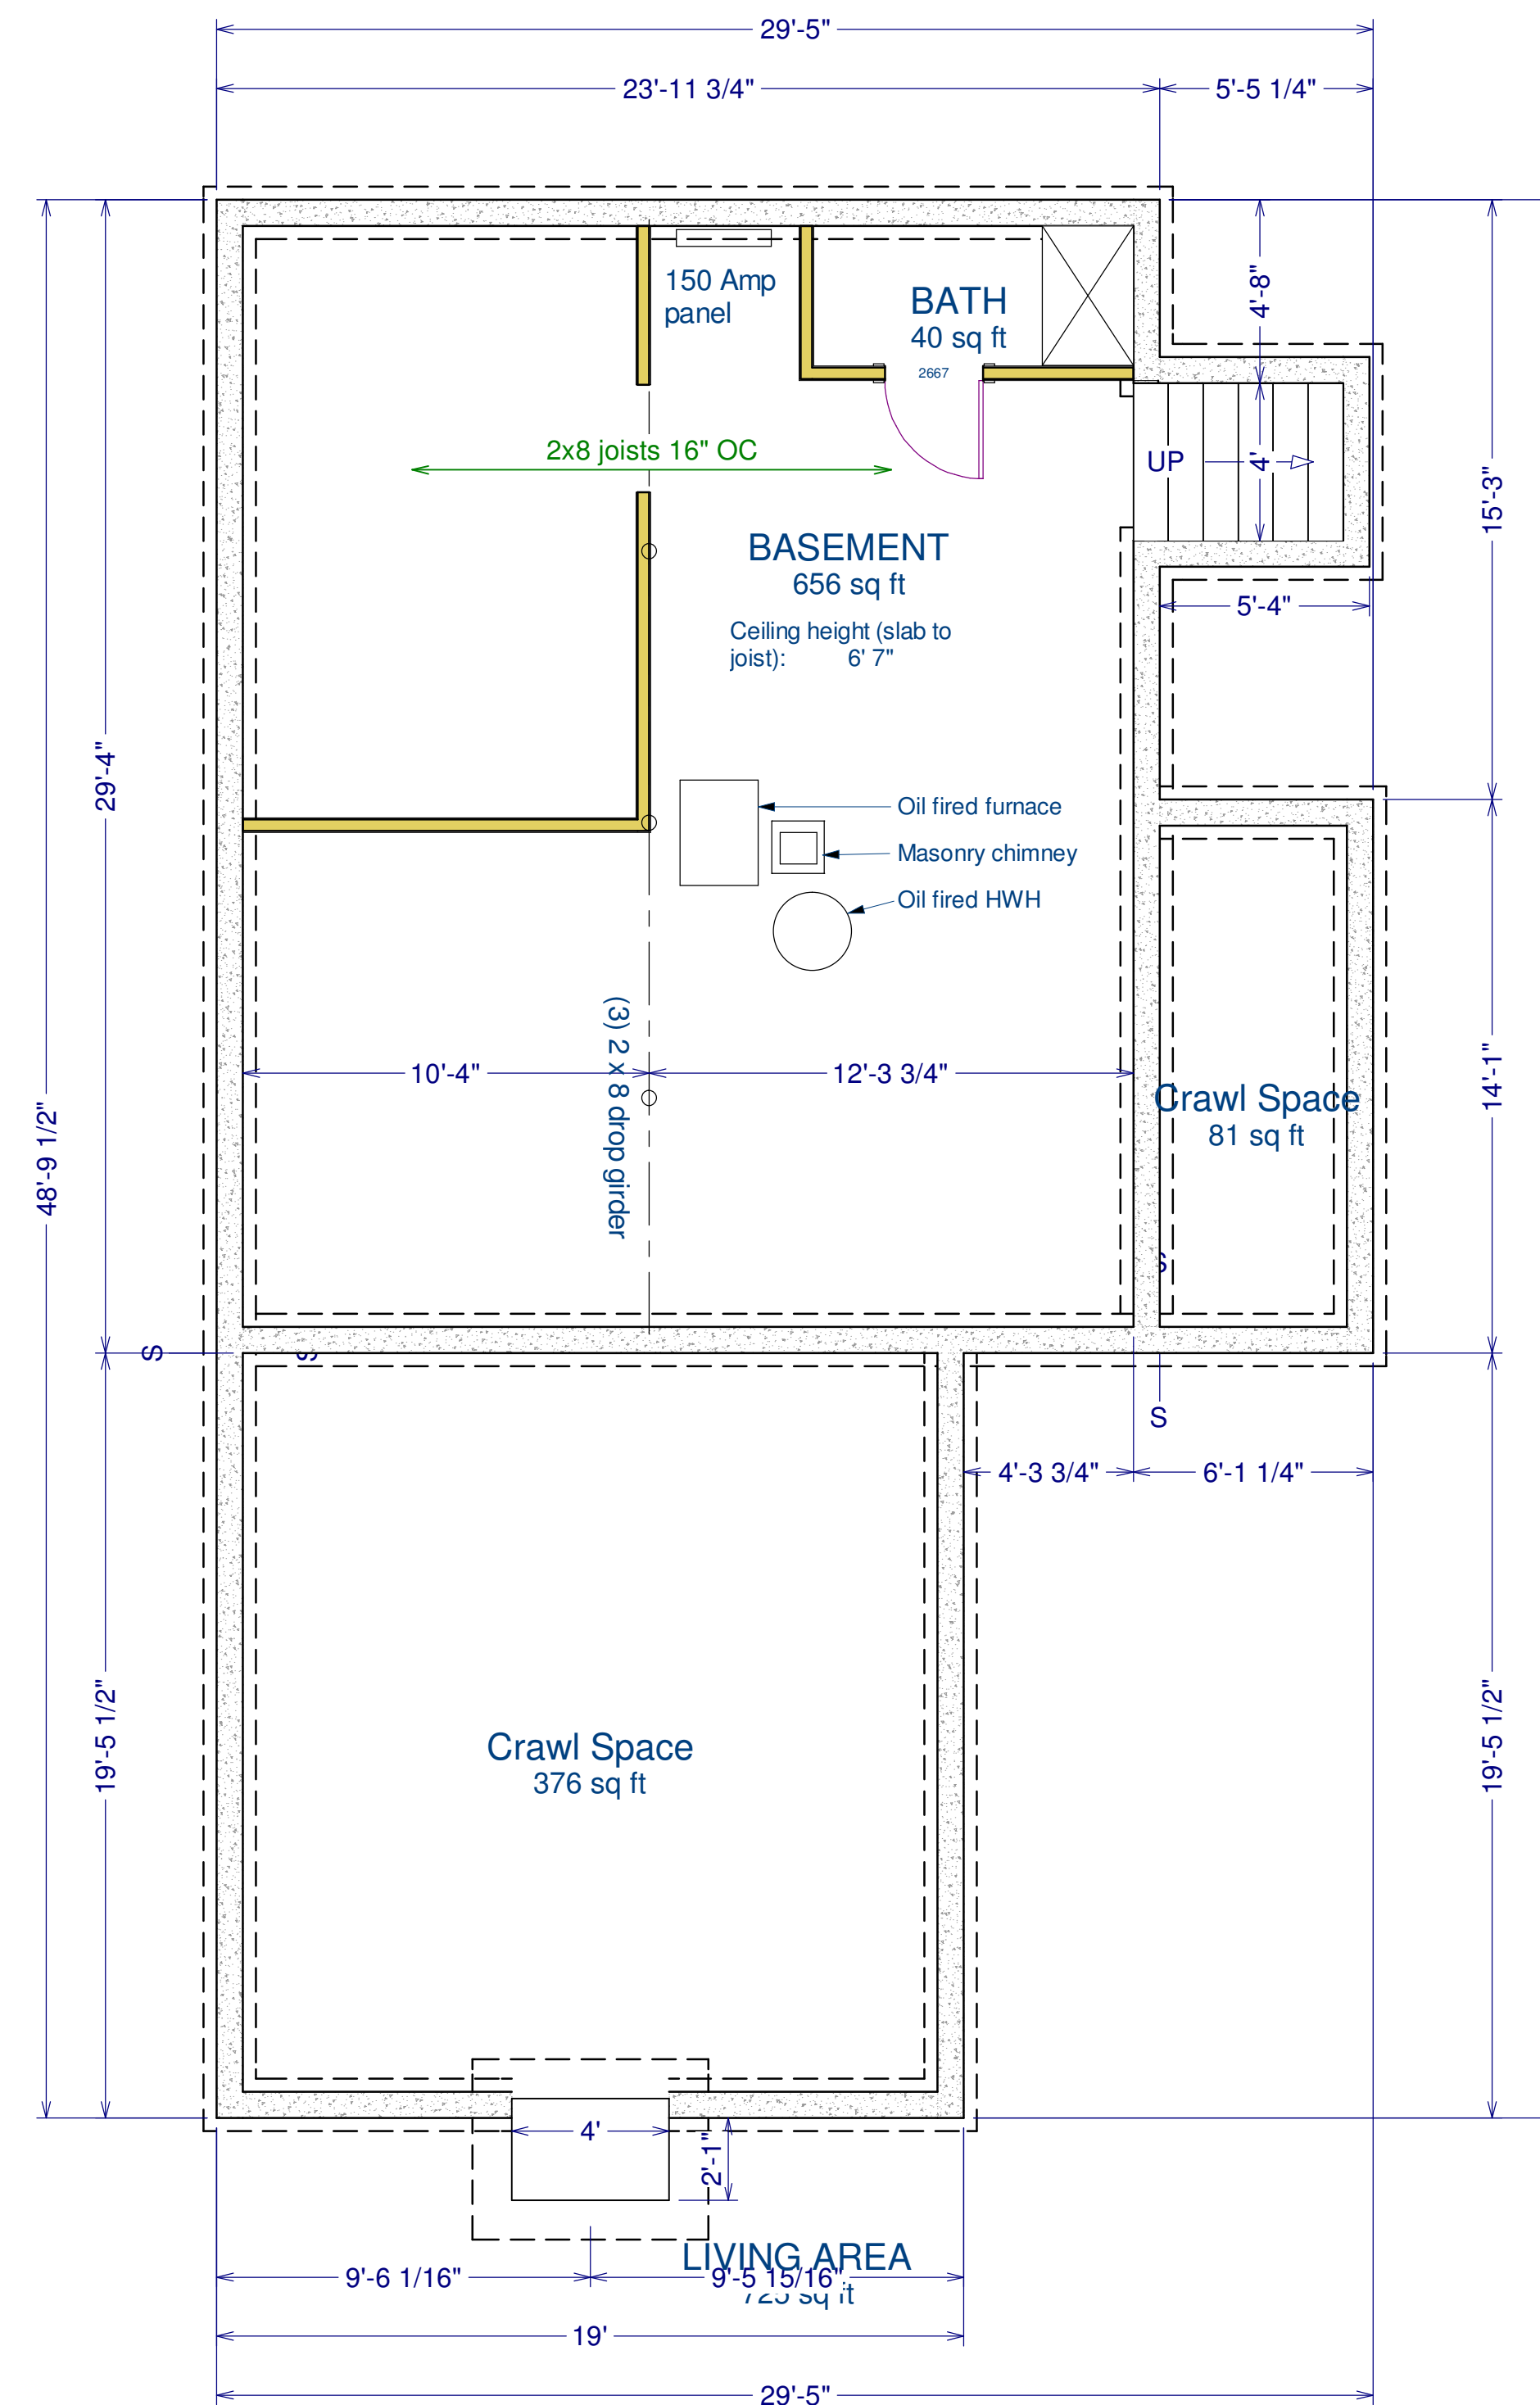 29'-5"
23'-11 3/4"
5'-5 1/4"
150 Amp
panel
BATH
40 sq ft
2667
4'-8"
2x8 joists 16" OC
UP
4'
15'-3"
BASEMENT
656 sq ft
Ceiling height (slab to
joist): 6' 7"
5'-4"
29'-4"
Oil fired furnace
Masonry chimney
Oil fired HWH
(3) 2 x 8 drop girder
10'-4"
12'-3 3/4"
Crawl Space
81 sq ft
14'-1"
48'-9 1/2"
S
S
S
S
4'-3 3/4"
6'-1 1/4"
19'-5 1/2"
19'-5 1/2"
Crawl Space
376 sq ft
4'
2'-1"
LIVING AREA
9'-6 1/16"
9'-5 15/16"
725 sq ft
19'
29'-5"